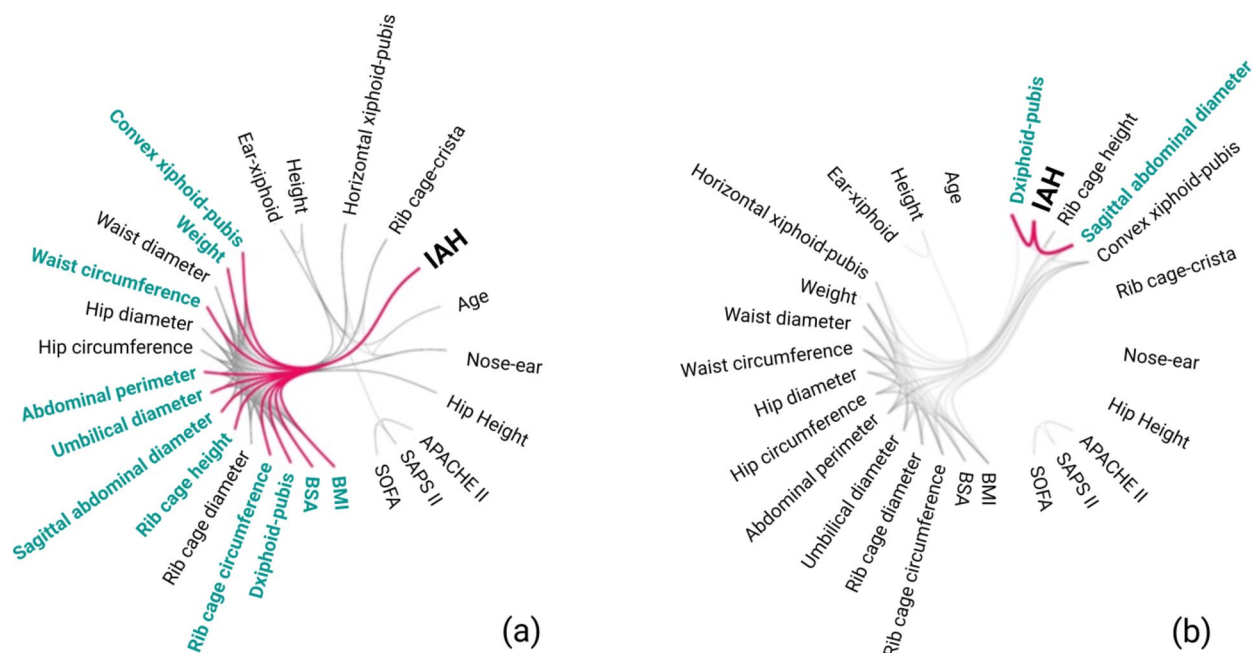 Convex xiphoid-pubis
Weight
Waist diameter
Waist circumference
Hip diameter
Hip circumference
Abdominal perimeter
Umbilical diameter
Sagittal abdominal diameter
Rib cage height
Rib cage diameter
Rib cage circumference
Dxiphoid-pubis
BSA
BMI
SOFA
SAPS II
APACHE II
Hip Height
Nose-ear
Age
IAH
Rib cage-crista
Horizontal xiphoid-pubis
Height
Ear-xiphoid
(a)
Horizontal xiphoid-pubis
Ear-xiphoid
Height
Age
Dxiphoid-pubis
IAH
Rib cage height
Sagittal abdominal diameter
Convex xiphoid-pubis
Rib cage-crista
Nose-ear
Hip Height
APACHE II
SAPS II
SOFA
BMI
BSA
Rib cage circumference
Rib cage diameter
Umbilical diameter
Abdominal perimeter
Hip circumference
Hip diameter
Waist circumference
Waist diameter
Weight
(b)